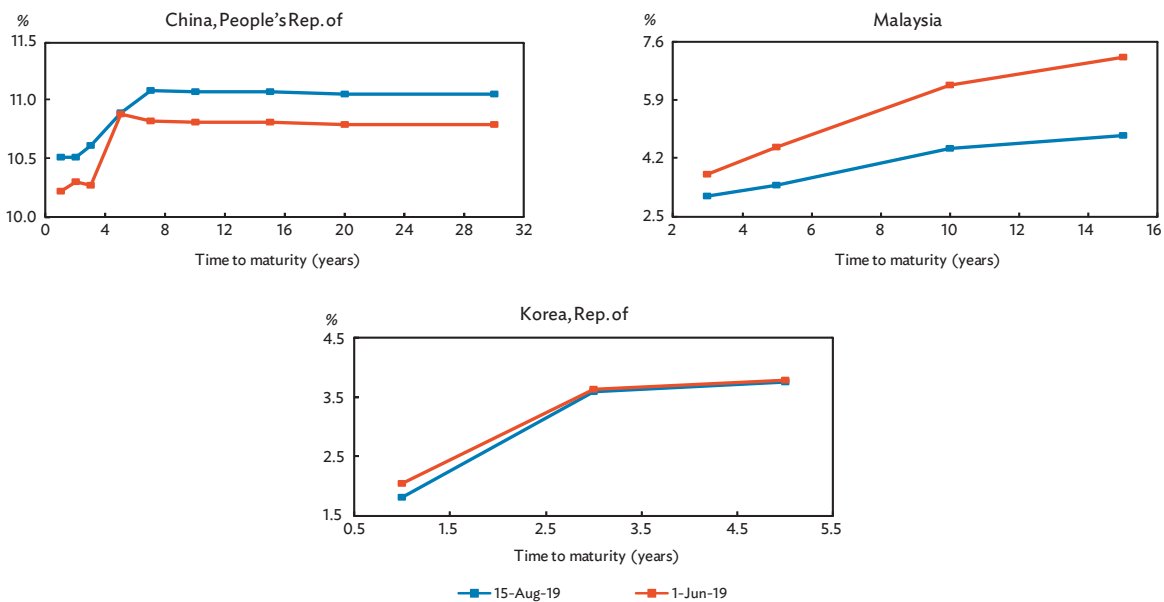 China, People's Rep. of
%
11.5
11.0
10.5
10.0
0 4 8 12 16 20 24 28 32
Time to maturity (years)
Malaysia
%
7.6
5.9
4.2
2.5
2 4 6 8 10 12 14 16
Time to maturity (years)
Korea, Rep. of
%
4.5
3.5
2.5
1.5
0.5 1.5 2.5 3.5 4.5 5.5
Time to maturity (years)
15-Aug-19 1-Jun-19